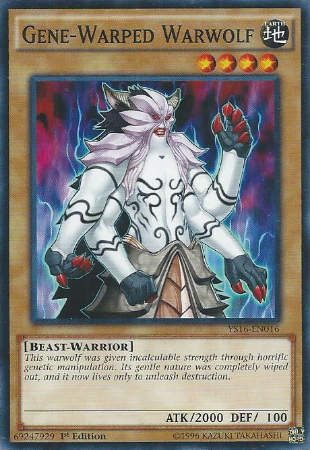 GENE-WARPED WARWOLF
EARTH
地
YS16-EN016
[BEAST-WARRIOR]
This warwolf was given incalculable strength through horrific
genetic manipulation. Its gentle nature was completely wiped
out, and it now lives only to unleash destruction.
ATK/2000 DEF/ 100
69247929 1st Edition ©1996 KAZUKI TAKAHASHI